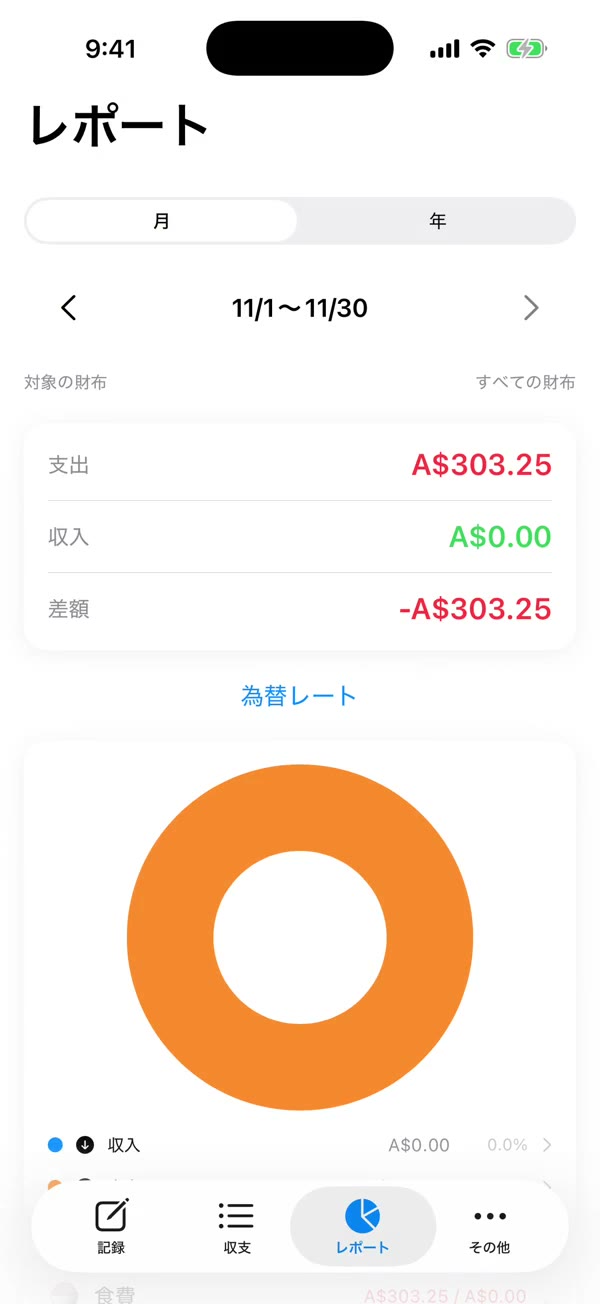 9:41
レポート
月 年
11/1〜11/30
対象の財布 すべての財布
支出 A$303.25
収入 A$0.00
差額 -A$303.25
為替レート
収入 A$0.00 0.0%
記録 収支 レポート その他
食費 A$303.25 / A$0.00